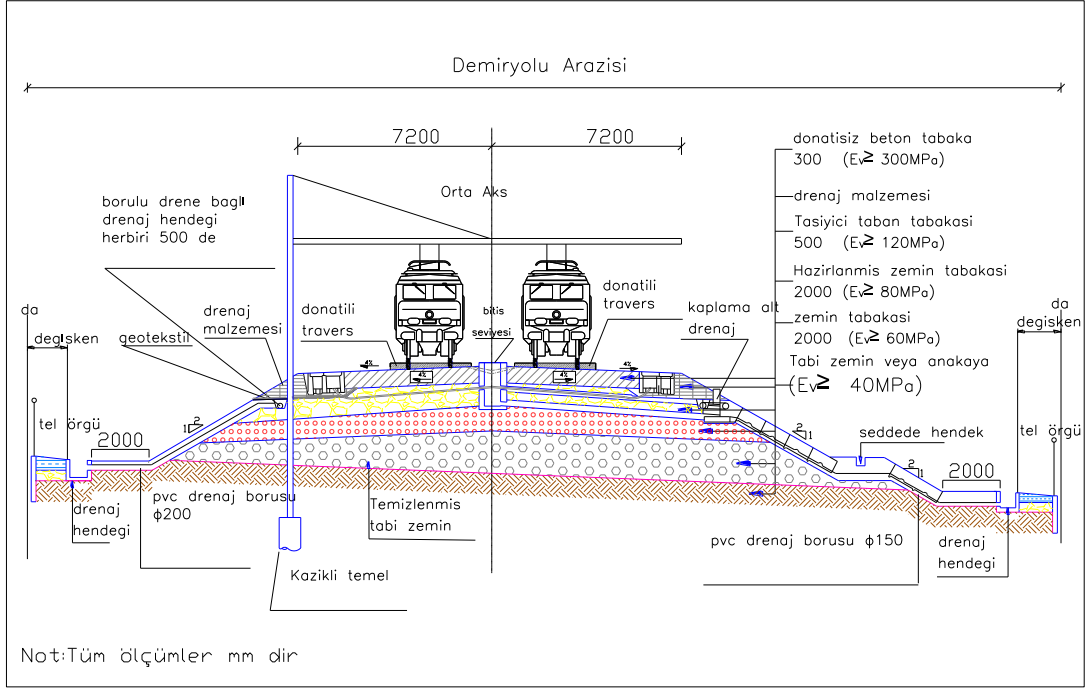 Demiryolu Arazisi
7200
7200
donatisiz beton tabaka
300 (Ev≥ 300MPa)
drenaj malzemesi
Tasiyici taban tabakasi
500 (Ev≥ 120MPa)
Hazirlanmis zemin tabakasi
2000 (Ev≥ 80MPa)
zemin tabakasi
2000 (Ev≥ 60MPa)
Tabi zemin veya anakaya
(Ev≥ 40MPa)
Orta Aks
borulu drene bagli
drenaj hendegi
herbiri 500 de
drenaj
malzemesi
geotekstil
donatili
travers
bitis
seviyesi
donatili
travers
kaplama alt
drenaj
da
degisken
da
degisken
4%
4%
4%
4%
4%
tel örgü
2000
2
1
2
1
2
1
seddede hendek
tel örgü
2000
drenaj
hendegi
pvc drenaj borusu
ϕ200
Temizlenmis
tabi zemin
pvc drenaj borusu ϕ150
drenaj
hendegi
Kazikli temel
Not:Tüm ölçümler mm dir